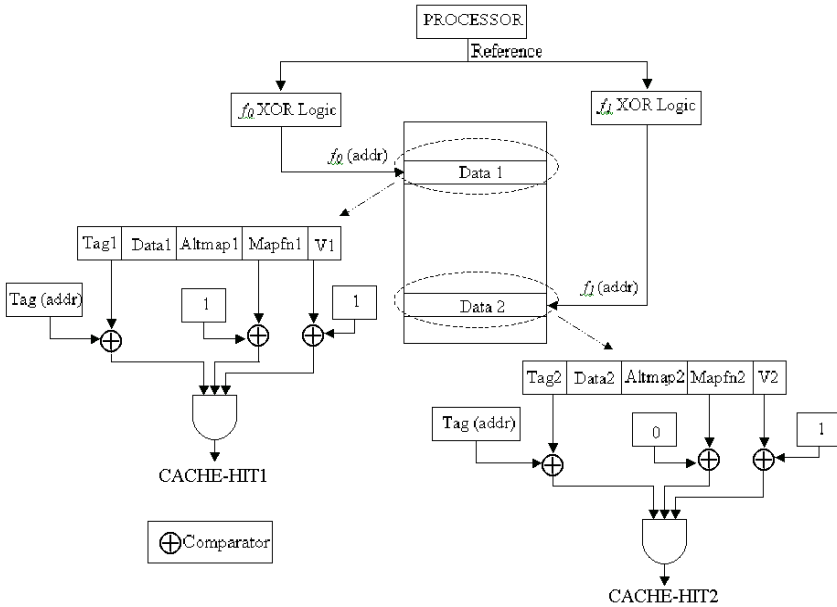 PROCESSOR
Reference
f0 XOR Logic
f1 XOR Logic
f0 (addr)
Data 1
Tag1 Data1 Altmap1 Mapfn1 V1
Tag (addr)
1
1
Data 2
f1 (addr)
CACHE-HIT1
Tag2 Data2 Altmap2 Mapfn2 V2
Tag (addr)
0
1
CACHE-HIT2
Comparator